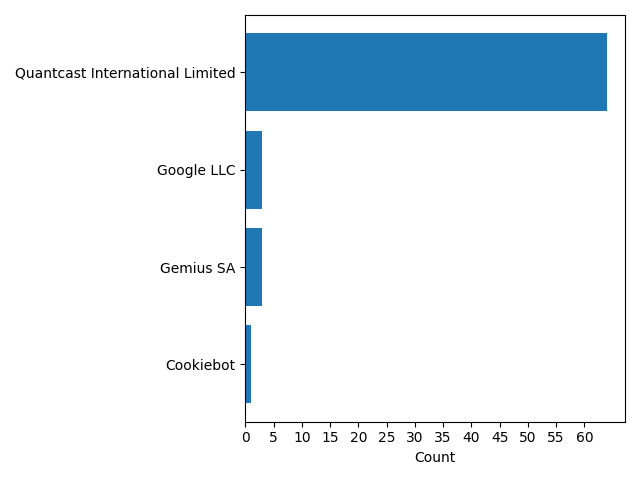 Quantcast International Limited
Google LLC
Gemius SA
Cookiebot
0 5 10 15 20 25 30 35 40 45 50 55 60
Count